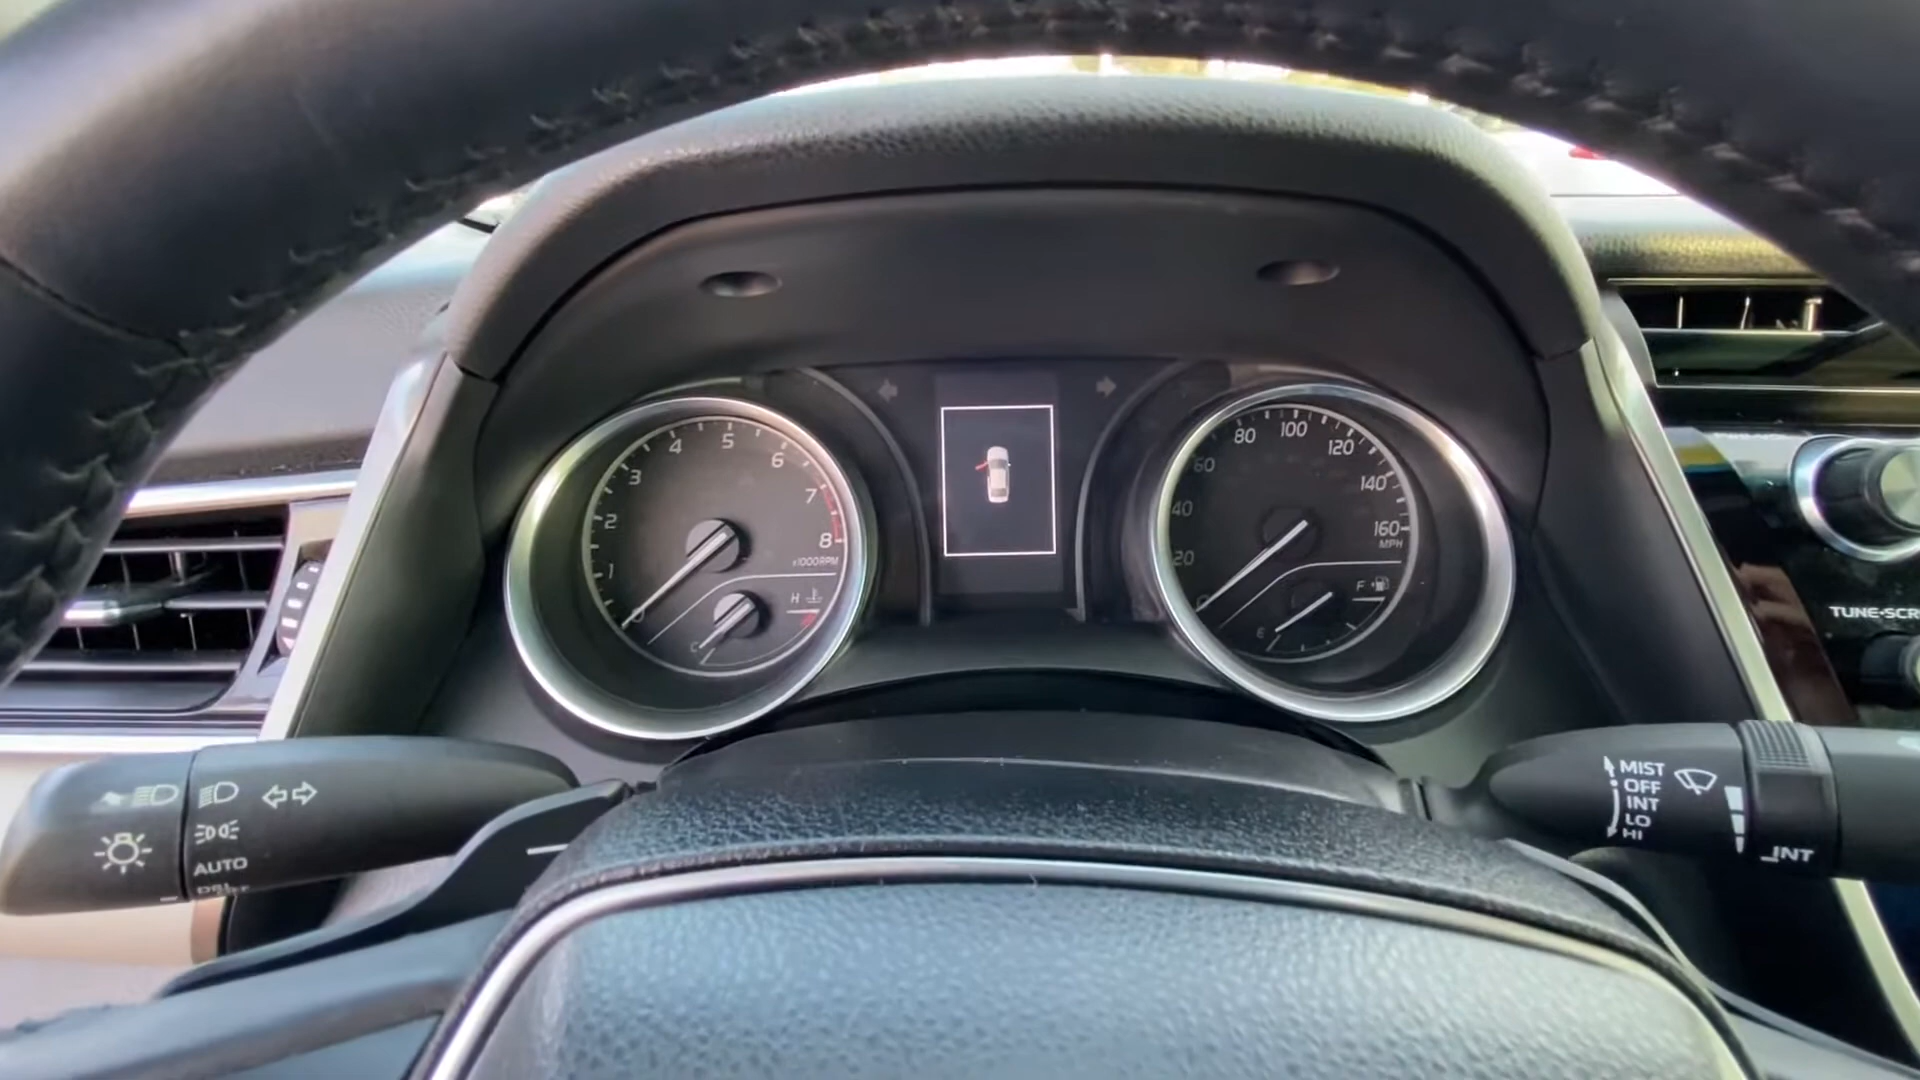 1
2
3
4
5
6
7
8
x1000RPM
H
C
20
40
60
80
100
120
140
160
MPH
F
E
TUNE•SCR
AUTO
MIST
OFF
INT
LO
HI
INT